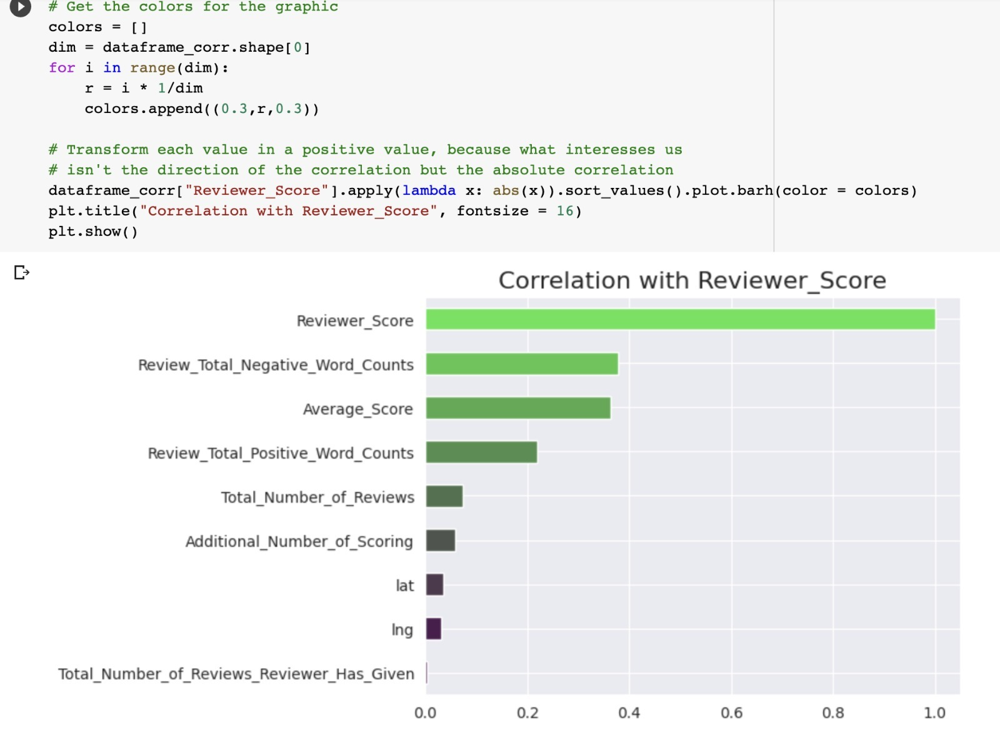 # Get the colors for the graphic
colors = []
dim = dataframe_corr.shape[0]
for i in range(dim):
    r = i * 1/dim
    colors.append((0.3,r,0.3))
# Transform each value in a positive value, because what interesses us
# isn't the direction of the correlation but the absolute correlation
dataframe_corr["Reviewer_Score"].apply(lambda x: abs(x)).sort_values().plot.barh(color = colors)
plt.title("Correlation with Reviewer_Score", fontsize = 16)
plt.show()
Correlation with Reviewer_Score
Reviewer_Score
Review_Total_Negative_Word_Counts
Average_Score
Review_Total_Positive_Word_Counts
Total_Number_of_Reviews
Additional_Number_of_Scoring
lat
lng
Total_Number_of_Reviews_Reviewer_Has_Given
0.0 0.2 0.4 0.6 0.8 1.0